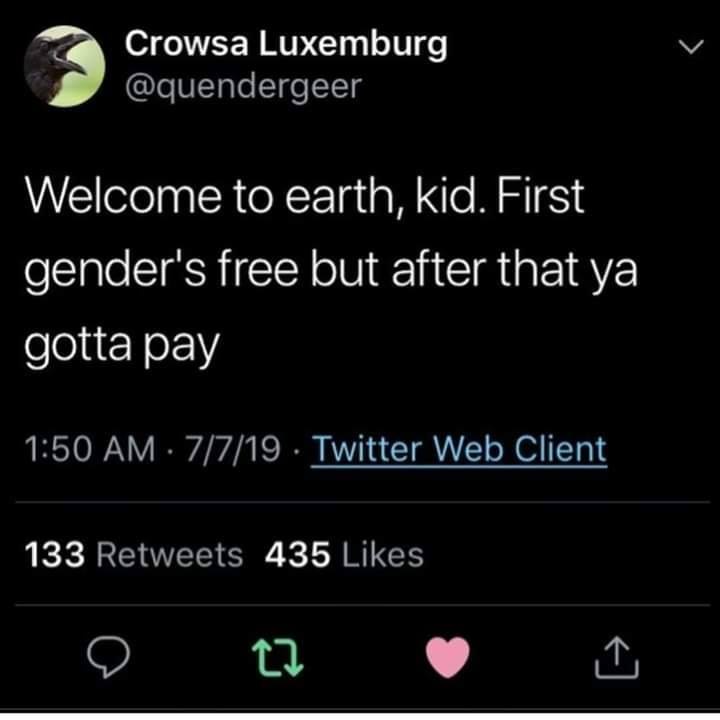 Crowsa Luxemburg
@quendergeer
Welcome to earth, kid. First
gender's free but after that ya
gotta pay
1:50 AM · 7/7/19 · Twitter Web Client
133 Retweets 435 Likes